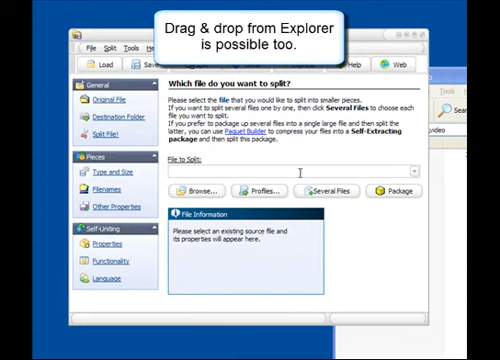 Drag & drop from Explorer
is possible too.
File Split Tools
Help Web
Load Save
General
Original File
Destination Folder
Split File!
Pieces
Type and Size
Filenames
Other Properties
Self-Uniting
Properties
Functionality
Language
Which file do you want to split?
Please select the file that you would like to split into smaller pieces.
If you want to split several files one by one, then click Several Files to choose each
file you want to split.
If you prefer to package up several files into a single large file and then split the
latter, you can use Paquet Builder to compress your files into a Self-Extracting
package and then split this package.
File to Split:
Browse... Profiles... Several Files Package
File Information
Please select an existing source file and
its properties will appear here.
Tools
video